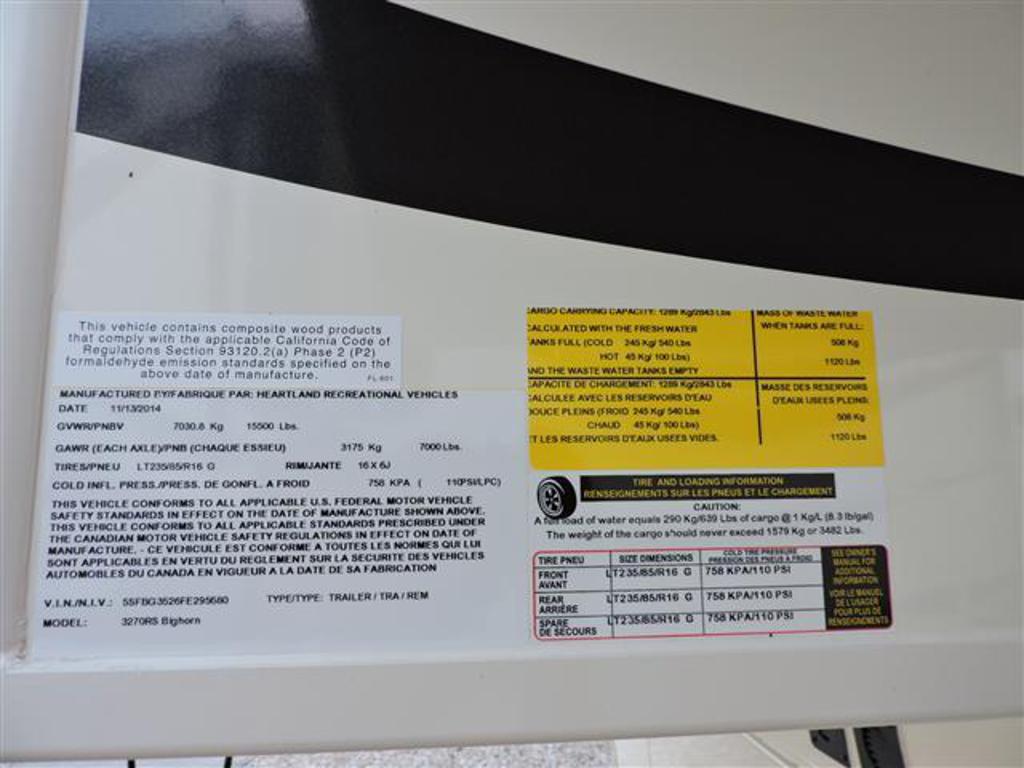 This vehicle contains composite wood products
that comply with the applicable California Code of
Regulations Section 93120.2(a) Phase 2 (P2)
formaldehyde emission standards specified on the
above date of manufacture.
FL-601
MANUFACTURED BY/FABRIQUE PAR: HEARTLAND RECREATIONAL VEHICLES
DATE 11/13/2014
GVWR/PNBV 7030.8 Kg 15500 Lbs.
GAWR (EACH AXLE)/PNB (CHAQUE ESSIEU) 3175 Kg 7000 Lbs.
TIRES/PNEU LT235/85/R16 G RIM/JANTE 16 X 6J
COLD INFL. PRESS./PRESS. DE GONFL. A FROID 758 KPA ( 110PSI/LPC)
THIS VEHICLE CONFORMS TO ALL APPLICABLE U.S. FEDERAL MOTOR VEHICLE
SAFETY STANDARDS IN EFFECT ON THE DATE OF MANUFACTURE SHOWN ABOVE.
THIS VEHICLE CONFORMS TO ALL APPLICABLE STANDARDS PRESCRIBED UNDER
THE CANADIAN MOTOR VEHICLE SAFETY REGULATIONS IN EFFECT ON DATE OF
MANUFACTURE. - CE VEHICULE EST CONFORME A TOUTES LES NORMES QUI LUI
SONT APPLICABLES EN VERTU DU REGLEMENT SUR LA SECURITE DES VEHICLES
AUTOMOBILES DU CANADA EN VIGUEUR A LA DATE DE SA FABRICATION
V.I.N./N.I.V.: 5SFBG3526FE295680 TYPE/TYPE: TRAILER / TRA / REM
MODEL: 3270RS Bighorn
CARGO CARRYING CAPACITY: 1289 Kg/2843 Lbs
CALCULATED WITH THE FRESH WATER
TANKS FULL (COLD 245 Kg/ 540 Lbs
HOT 45 Kg/ 100 Lbs)
AND THE WASTE WATER TANKS EMPTY
MASS OF WASTE WATER
WHEN TANKS ARE FULL:
508 Kg
1120 Lbs
CAPACITE DE CHARGEMENT: 1289 Kg/2843 Lbs
CALCULEE AVEC LES RESERVOIRS D'EAU
DOUCE PLEINS (FROID 245 Kg/ 540 Lbs
CHAUD 45 Kg/ 100 Lbs)
ET LES RESERVOIRS D'EAUX USEES VIDES.
MASSE DES RESERVOIRS
D'EAUX USEES PLEINS:
508 Kg
1120 Lbs
TIRE AND LOADING INFORMATION
RENSEIGNEMENTS SUR LES PNEUS ET LE CHARGEMENT
CAUTION:
A full load of water equals 290 Kg/639 Lbs of cargo @ 1 Kg/L (8.3 lb/gal)
The weight of the cargo should never exceed 1579 Kg or 3482 Lbs.
TIRE PNEU SIZE DIMENSIONS COLD TIRE PRESSURE
PRESSION DES PNEUS A FROID
FRONT
AVANT LT235/85/R16 G 758 KPA/110 PSI
REAR
ARRIÈRE LT235/85/R16 G 758 KPA/110 PSI
SPARE
DE SECOURS LT235/85/R16 G 758 KPA/110 PSI
SEE OWNER'S
MANUAL FOR
ADDITIONAL
INFORMATION
VOIR LE MANUEL
DE L'USAGER
POUR PLUS DE
RENSEIGNEMENTS